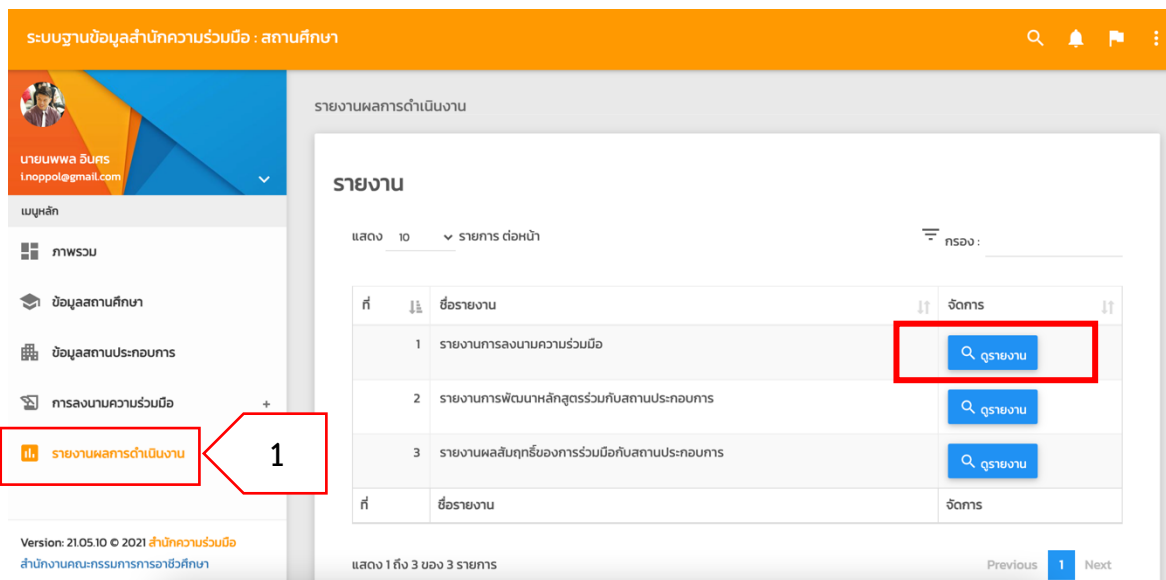 ระบบฐานข้อมูลสำนักความร่วมมือ : สถานศึกษา
นายนพพล อินศร
i.noppol@gmail.com
เมนูหลัก
ภาพรวม
ข้อมูลสถานศึกษา
ข้อมูลสถานประกอบการ
การลงนามความร่วมมือ +
รายงานผลการดำเนินงาน
1
Version: 21.05.10 © 2021 สำนักความร่วมมือ
สำนักงานคณะกรรมการการอาชีวศึกษา
รายงานผลการดำเนินงาน
รายงาน
แสดง 10 รายการ ต่อหน้า
กรอง :
ที่ ชื่อรายงาน จัดการ
1 รายงานการลงนามความร่วมมือ ดูรายงาน
2 รายงานการพัฒนาหลักสูตรร่วมกับสถานประกอบการ ดูรายงาน
3 รายงานผลสัมฤทธิ์ของการร่วมมือกับสถานประกอบการ ดูรายงาน
ที่ ชื่อรายงาน จัดการ
แสดง 1 ถึง 3 ของ 3 รายการ
Previous 1 Next